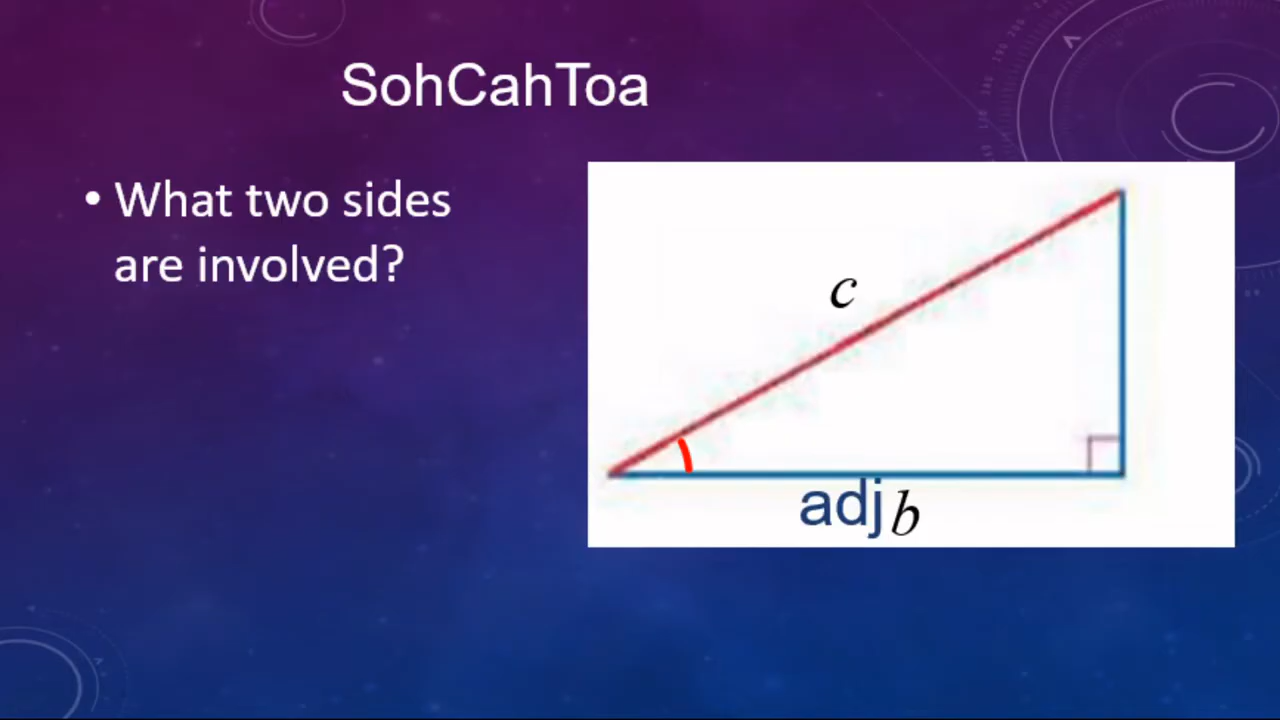 SohCahToa
• What two sides
are involved?
c
adj b